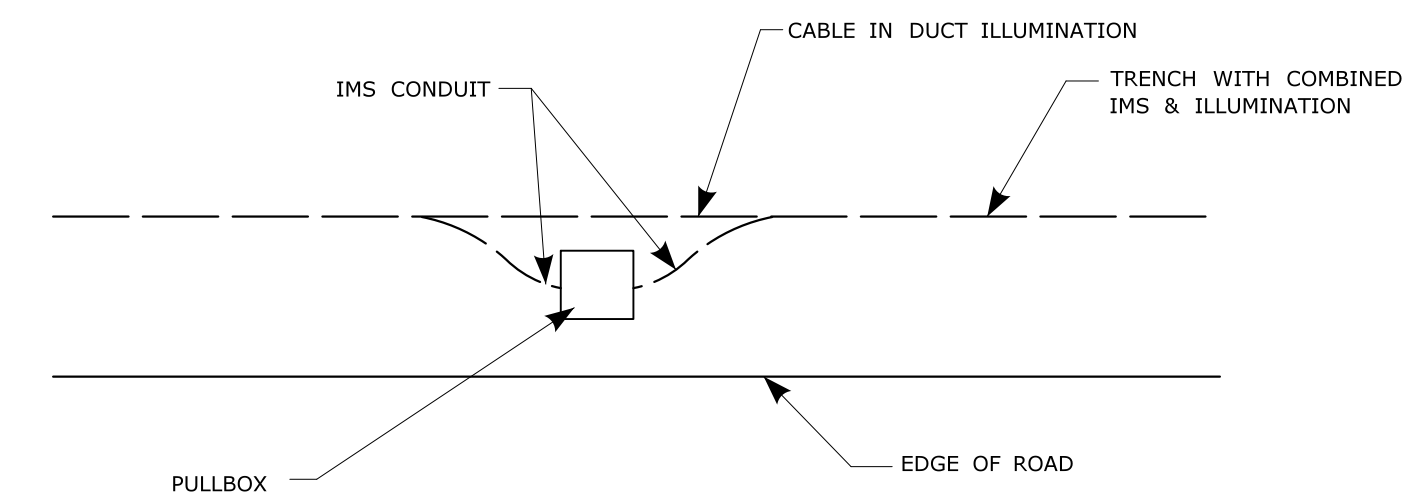 CABLE IN DUCT ILLUMINATION
TRENCH WITH COMBINED
IMS & ILLUMINATION
IMS CONDUIT
EDGE OF ROAD
PULLBOX